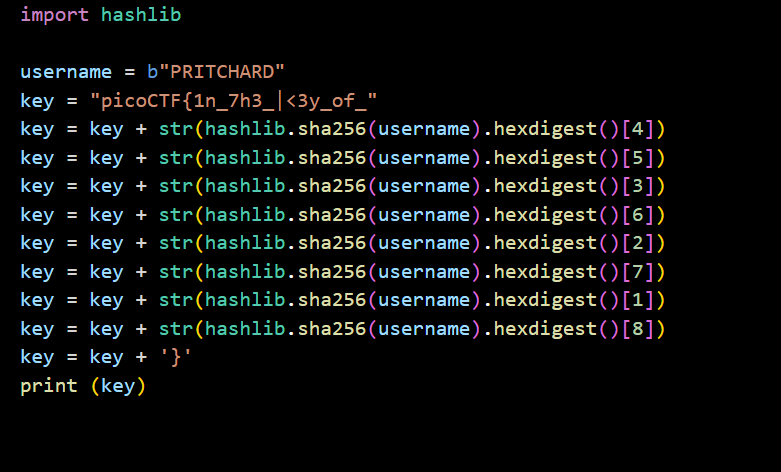 import hashlib
username = b"PRITCHARD"
key = "picoCTF{1n_7h3_|<3y_of_"
key = key + str(hashlib.sha256(username).hexdigest()[4])
key = key + str(hashlib.sha256(username).hexdigest()[5])
key = key + str(hashlib.sha256(username).hexdigest()[3])
key = key + str(hashlib.sha256(username).hexdigest()[6])
key = key + str(hashlib.sha256(username).hexdigest()[2])
key = key + str(hashlib.sha256(username).hexdigest()[7])
key = key + str(hashlib.sha256(username).hexdigest()[1])
key = key + str(hashlib.sha256(username).hexdigest()[8])
key = key + '}'
print (key)